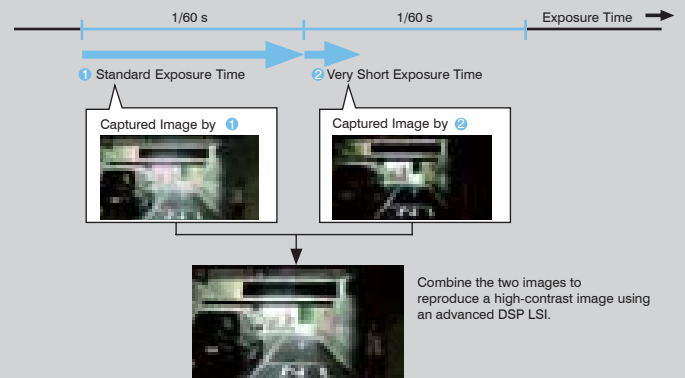 1/60 s 1/60 s Exposure Time
1 Standard Exposure Time 2 Very Short Exposure Time
Captured Image by 1 Captured Image by 2
Combine the two images to
reproduce a high-contrast image using
an advanced DSP LSI.